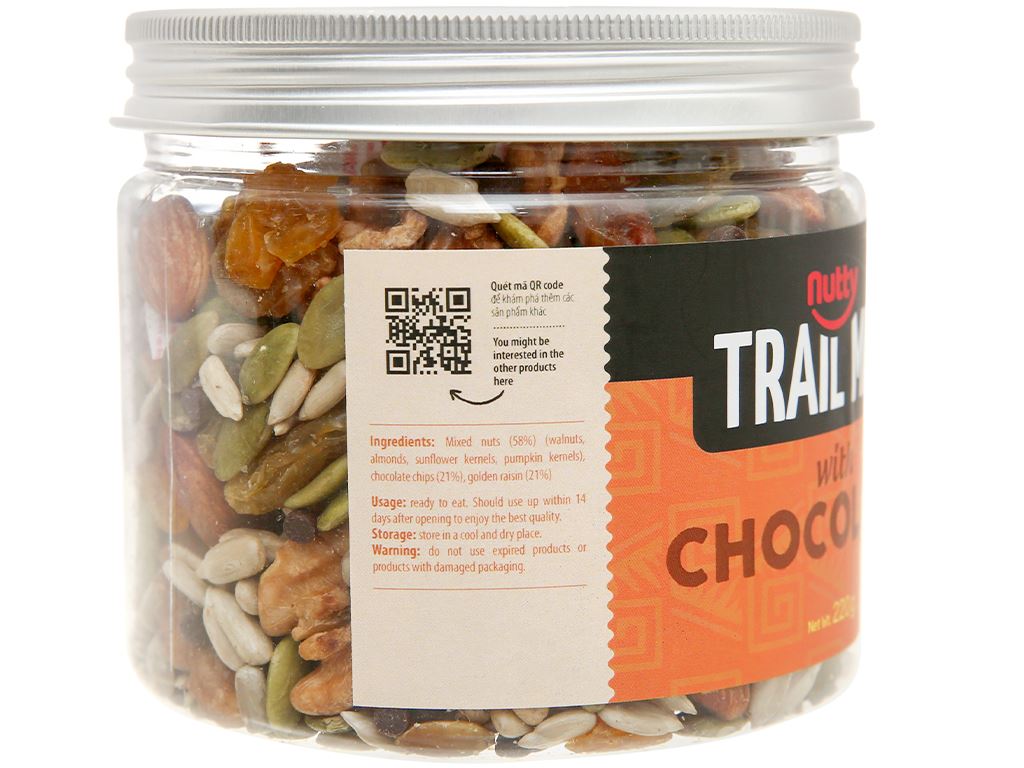 Quét mã QR code
để khám phá thêm các
sản phẩm khác
You might be
interested in the
other products
here
Ingredients: Mixed nuts (58%) (walnuts,
almonds, sunflower kernels, pumpkin kernels),
chocolate chips (21%), golden raisin (21%)
Usage: ready to eat. Should use up within 14
days after opening to enjoy the best quality.
Storage: store in a cool and dry place.
Warning: do not use expired products or
products with damaged packaging.
nutty
TRAIL M
with
CHOCOL
Net wt. 220g